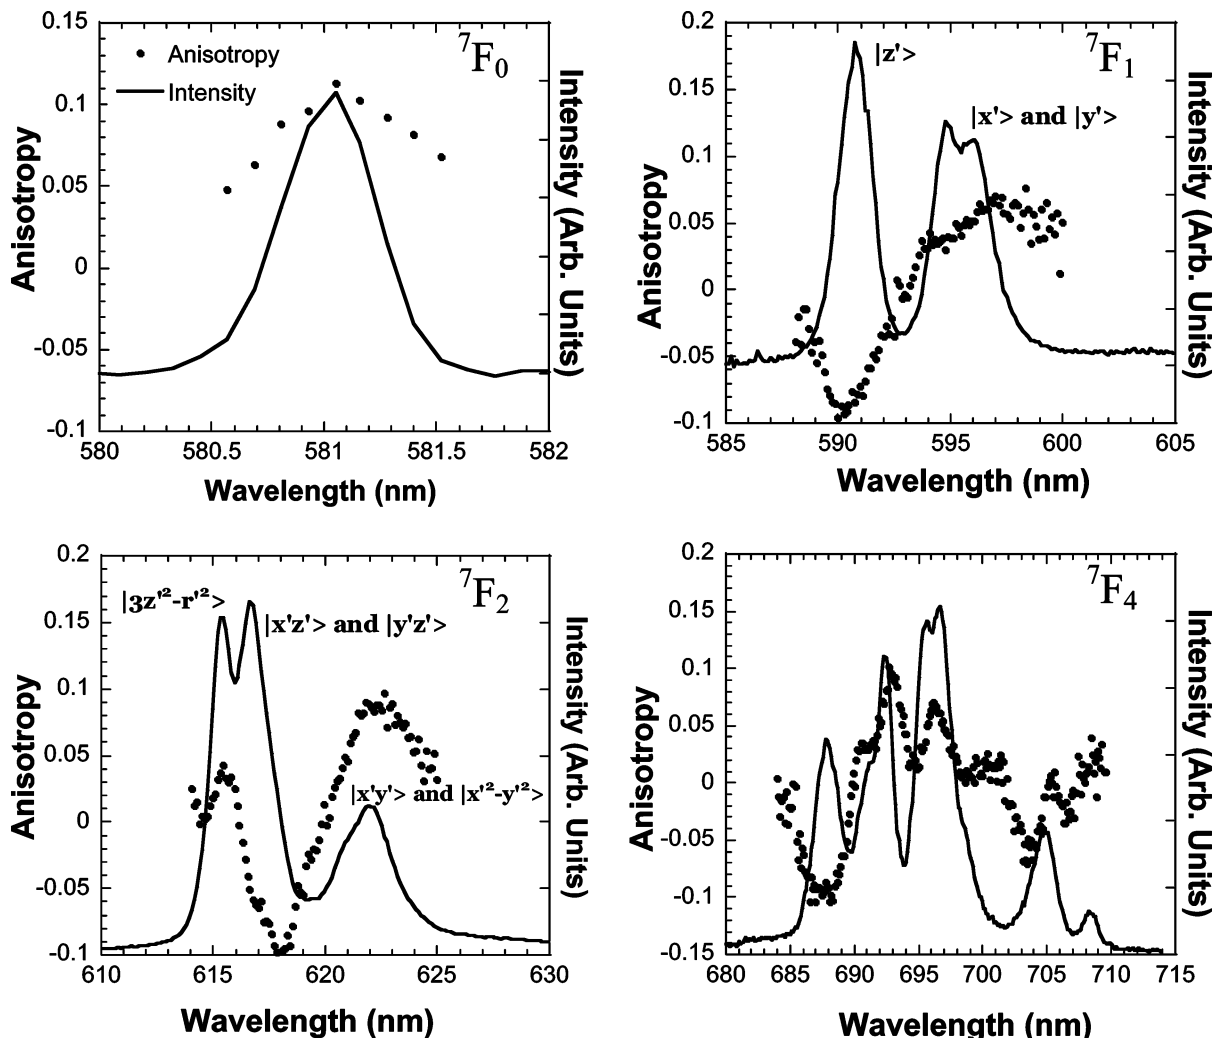 0.15
0.1
0.05
0
-0.05
-0.1
Anisotropy
Anisotropy
Intensity
⁷F₀
Intensity (Arb. Units)
580 580.5 581 581.5 582
Wavelength (nm)
0.2
0.15
0.1
0.05
0
-0.05
-0.1
Anisotropy
|z'>
⁷F₁
|x'> and |y'>
Intensity (Arb. Units)
585 590 595 600 605
Wavelength (nm)
0.2
0.15
0.1
0.05
0
-0.05
-0.1
Anisotropy
|3z'²-r'²>
⁷F₂
|x'z'> and |y'z'>
|x'y'> and |x'²-y'²>
Intensity (Arb. Units)
610 615 620 625 630
Wavelength (nm)
0.2
0.15
0.1
0.05
0
-0.05
-0.1
-0.15
Anisotropy
⁷F₄
Intensity (Arb. Units)
680 685 690 695 700 705 710 715
Wavelength (nm)